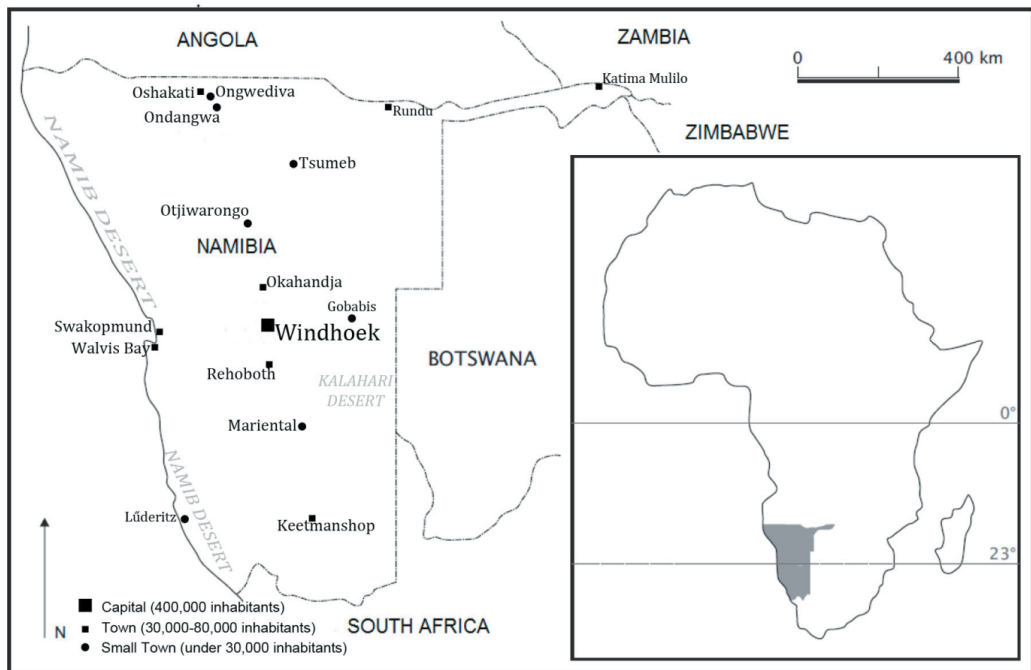 ANGOLA
ZAMBIA
0 400 km
Katima Mulilo
Oshakati
Ongwediva
Ondangwa
Rundu
ZIMBABWE
NAMIB DESERT
Tsumeb
Otjiwarongo
NAMIBIA
Okahandja
Gobabis
Swakopmund
Windhoek
Walvis Bay
BOTSWANA
Rehoboth
KALAHARI
DESERT
Mariental
0°
NAMIB DESERT
Lűderitz
Keetmanshop
23°
N
Capital (400,000 inhabitants)
Town (30,000-80,000 inhabitants)
Small Town (under 30,000 inhabitants)
SOUTH AFRICA